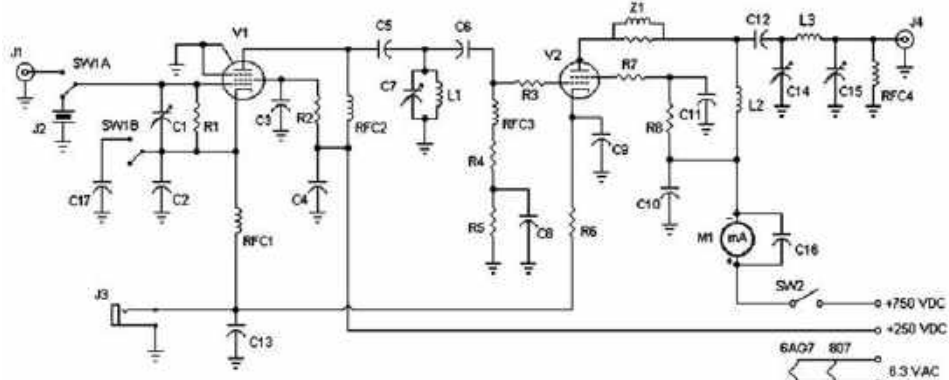 Z1
C5
C6
C12
L3
J4
J1
V1
V2
SW1A
R7
C7
L1
R3
C14
C15
RFC4
C3
R2
RFC2
C11
L2
J2
C1
R1
RFC3
R8
SW1B
C9
R4
C17
C2
C4
C10
R5
C8
R6
M1
mA
C16
RFC1
SW2
J3
+750 VDC
C13
+250 VDC
6AG7 807
6.3 VAC